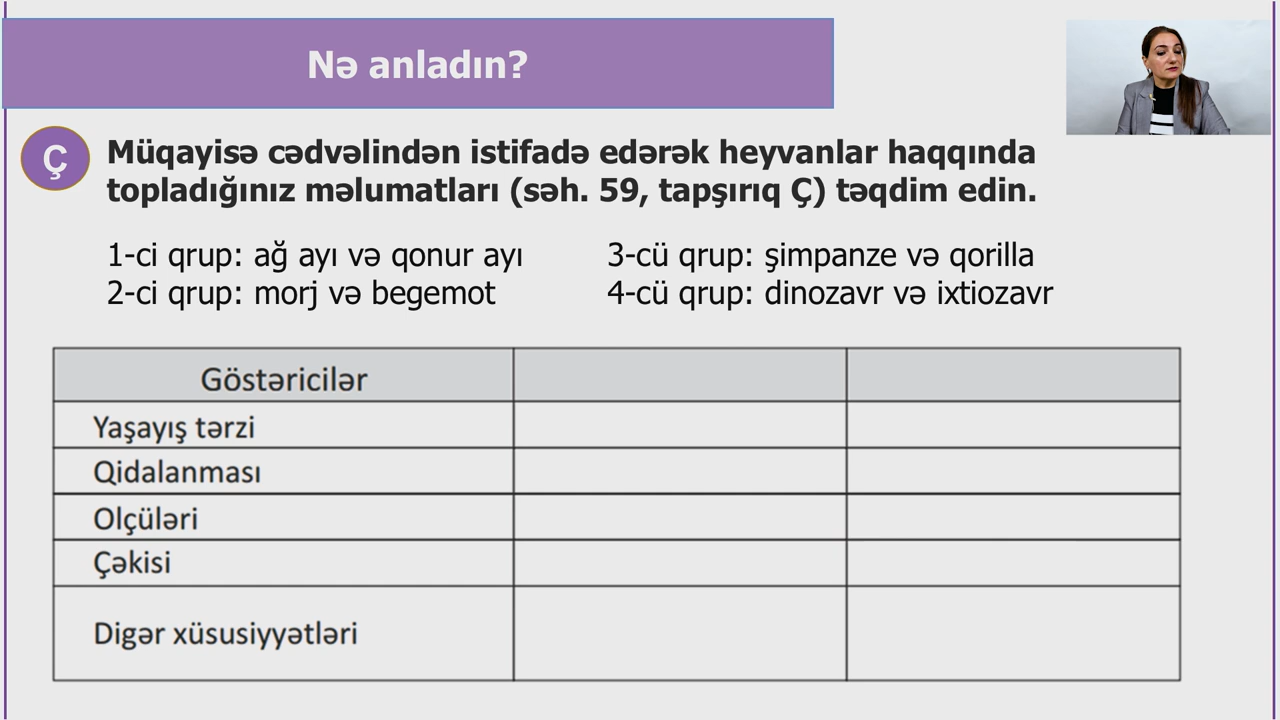 Nə anladın?
Ç
Müqayisə cədvəlindən istifadə edərək heyvanlar haqqında
topladığınız məlumatları (səh. 59, tapşırıq Ç) təqdim edin.
1-ci qrup: ağ ayı və qonur ayı
2-ci qrup: morj və begemot
3-cü qrup: şimpanze və qorilla
4-cü qrup: dinozavr və ixtiozavr
Göstəricilər
Yaşayış tərzi
Qidalanması
Olçüləri
Çəkisi
Digər xüsusiyyətləri